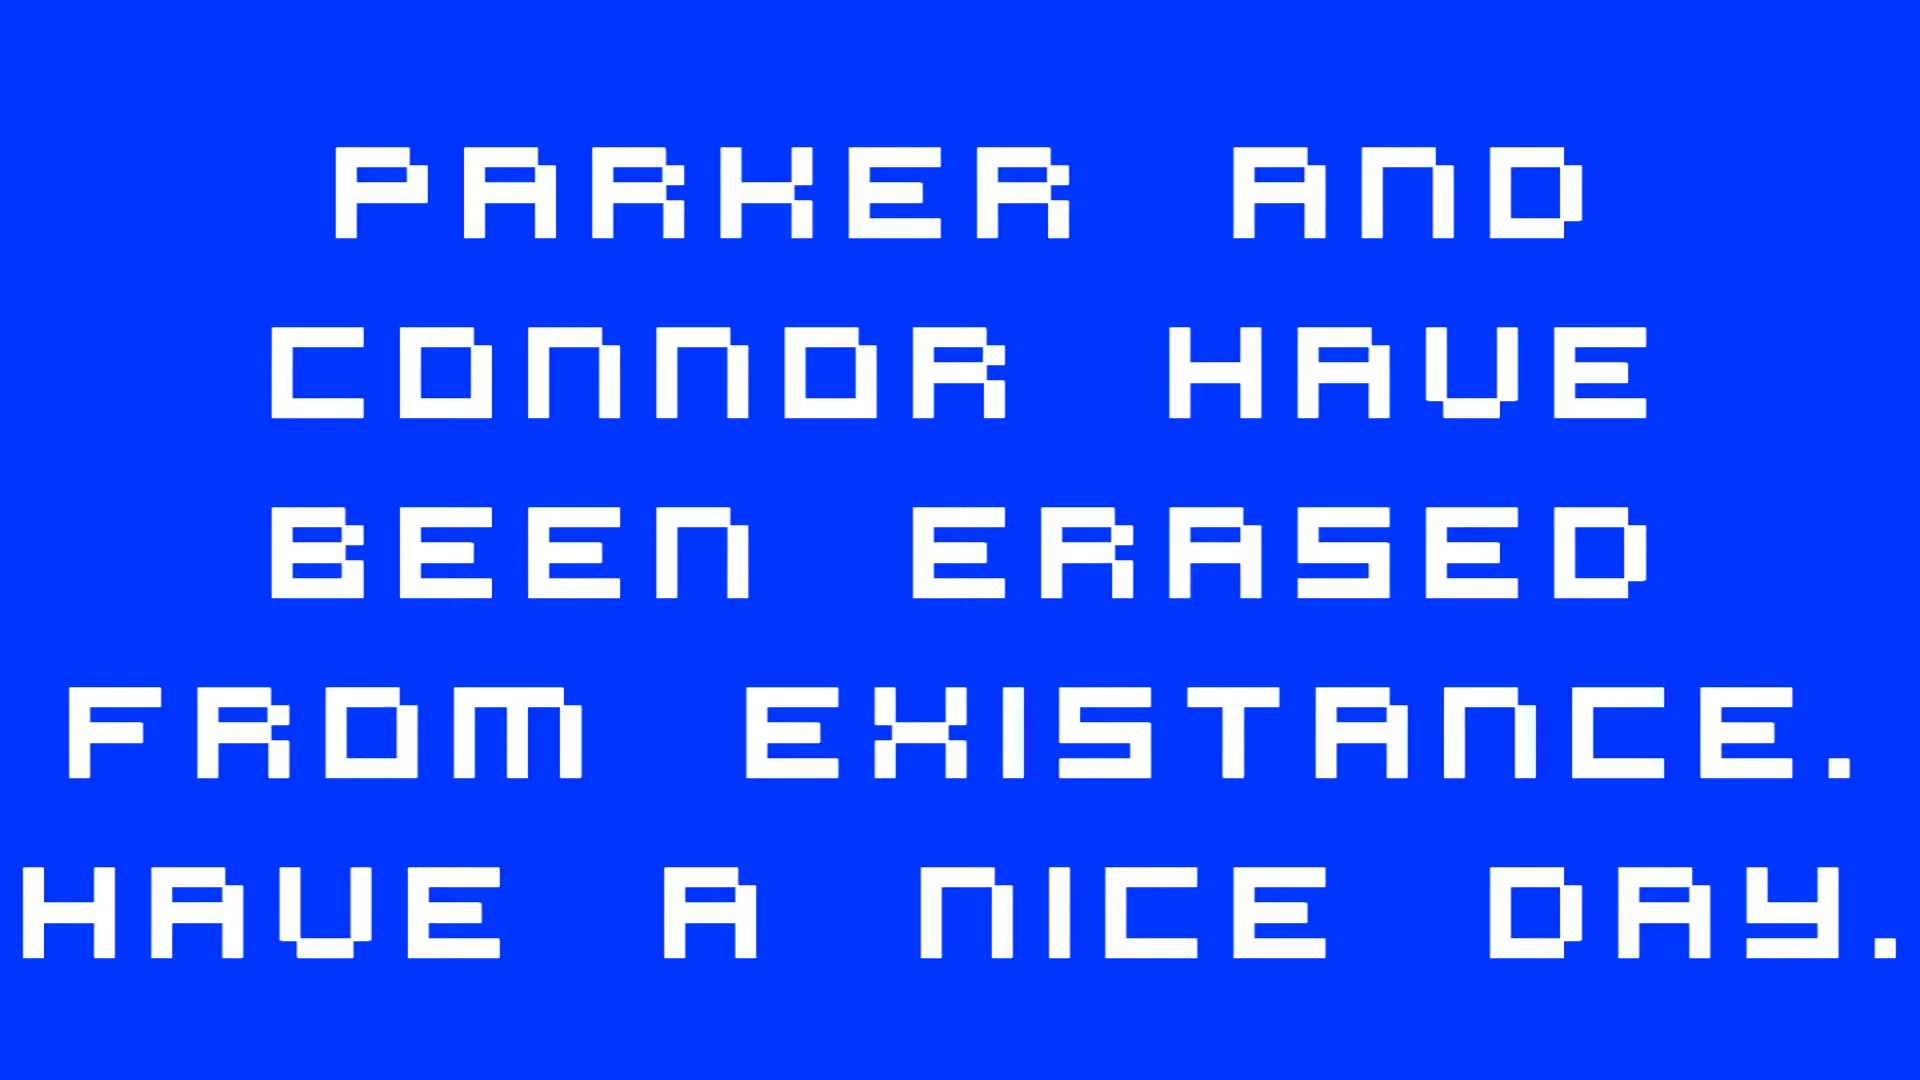 PARKER AND
CONNOR HAVE
BEEN ERASED
FROM EXISTANCE.
HAVE A NICE DAY.